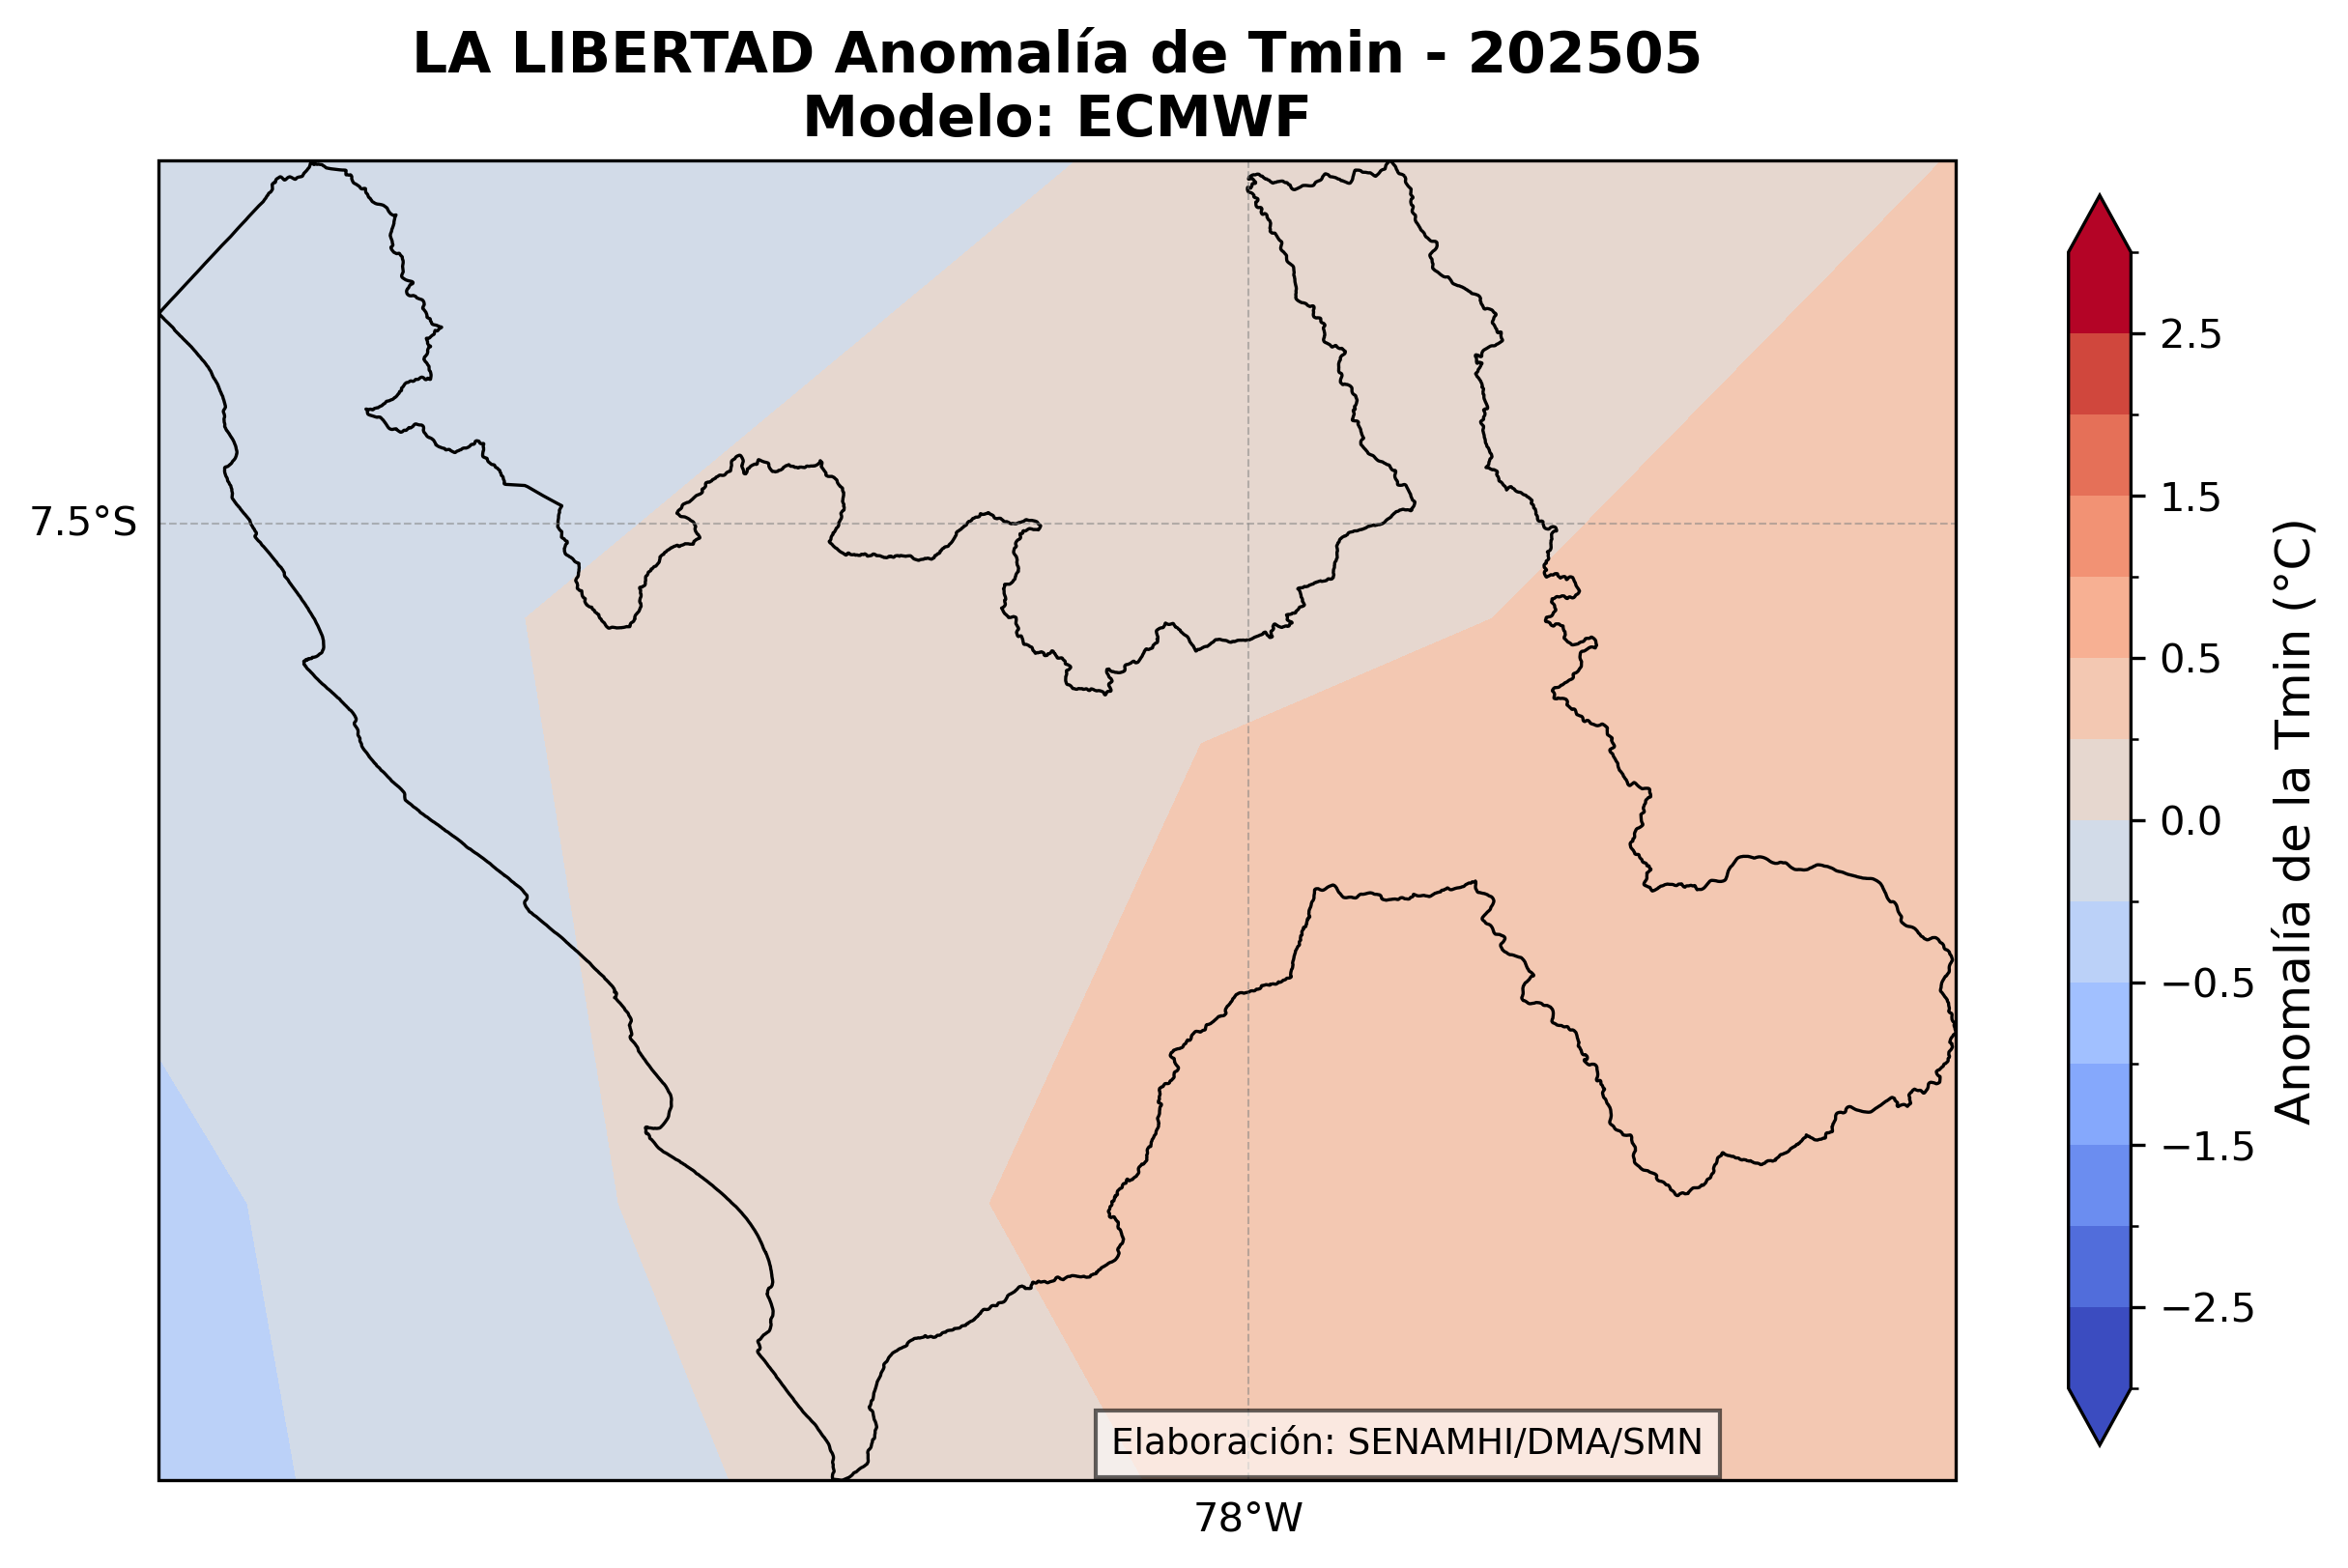 LA LIBERTAD Anomalía de Tmin - 202505
Modelo: ECMWF
7.5°S
78°W
Elaboración: SENAMHI/DMA/SMN
2.5
1.5
0.5
0.0
−0.5
−1.5
−2.5
Anomalía de la Tmin (°C)